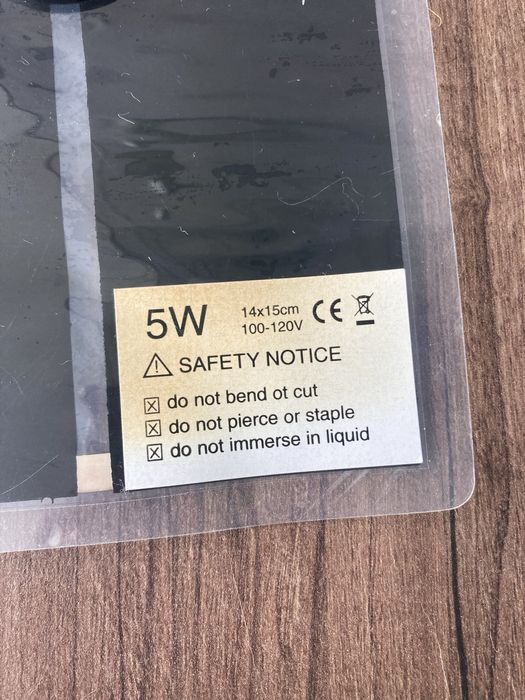 5W
14x15cm
100-120V
CE
SAFETY NOTICE
do not bend ot cut
do not pierce or staple
do not immerse in liquid